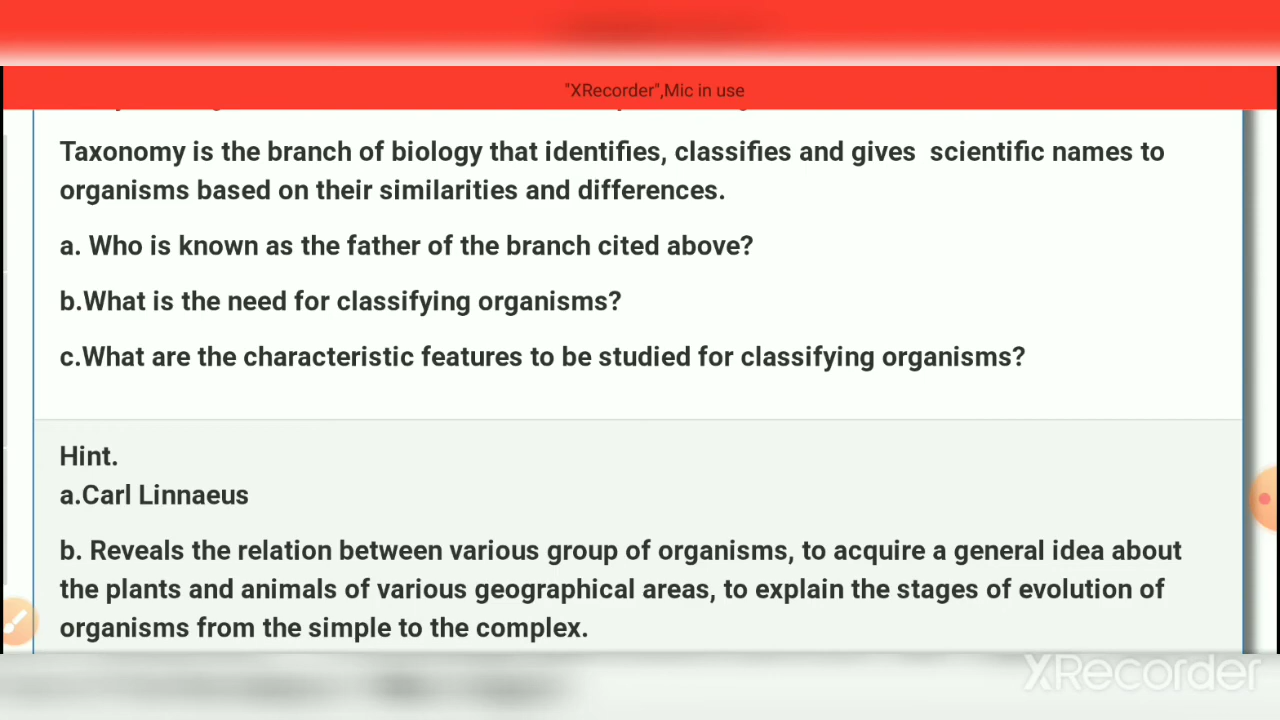 "XRecorder",Mic in use
Taxonomy is the branch of biology that identifies, classifies and gives scientific names to
organisms based on their similarities and differences.
a. Who is known as the father of the branch cited above?
b.What is the need for classifying organisms?
c.What are the characteristic features to be studied for classifying organisms?
Hint.
a.Carl Linnaeus
b. Reveals the relation between various group of organisms, to acquire a general idea about
the plants and animals of various geographical areas, to explain the stages of evolution of
organisms from the simple to the complex.
XRecorder